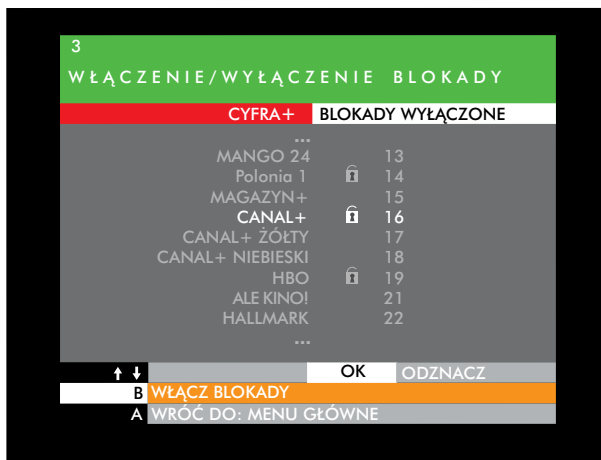 3
WŁĄCZENIE/WYŁĄCZENIE BLOKADY
CYFRA+ BLOKADY WYŁĄCZONE
...
MANGO 24 13
Polonia 1 14
MAGAZYN+ 15
CANAL+ 16
CANAL+ ŻÓŁTY 17
CANAL+ NIEBIESKI 18
HBO 19
ALE KINO! 21
HALLMARK 22
...
↑ ↓ OK ODZNACZ
B WŁĄCZ BLOKADY
A WRÓĆ DO: MENU GŁÓWNE